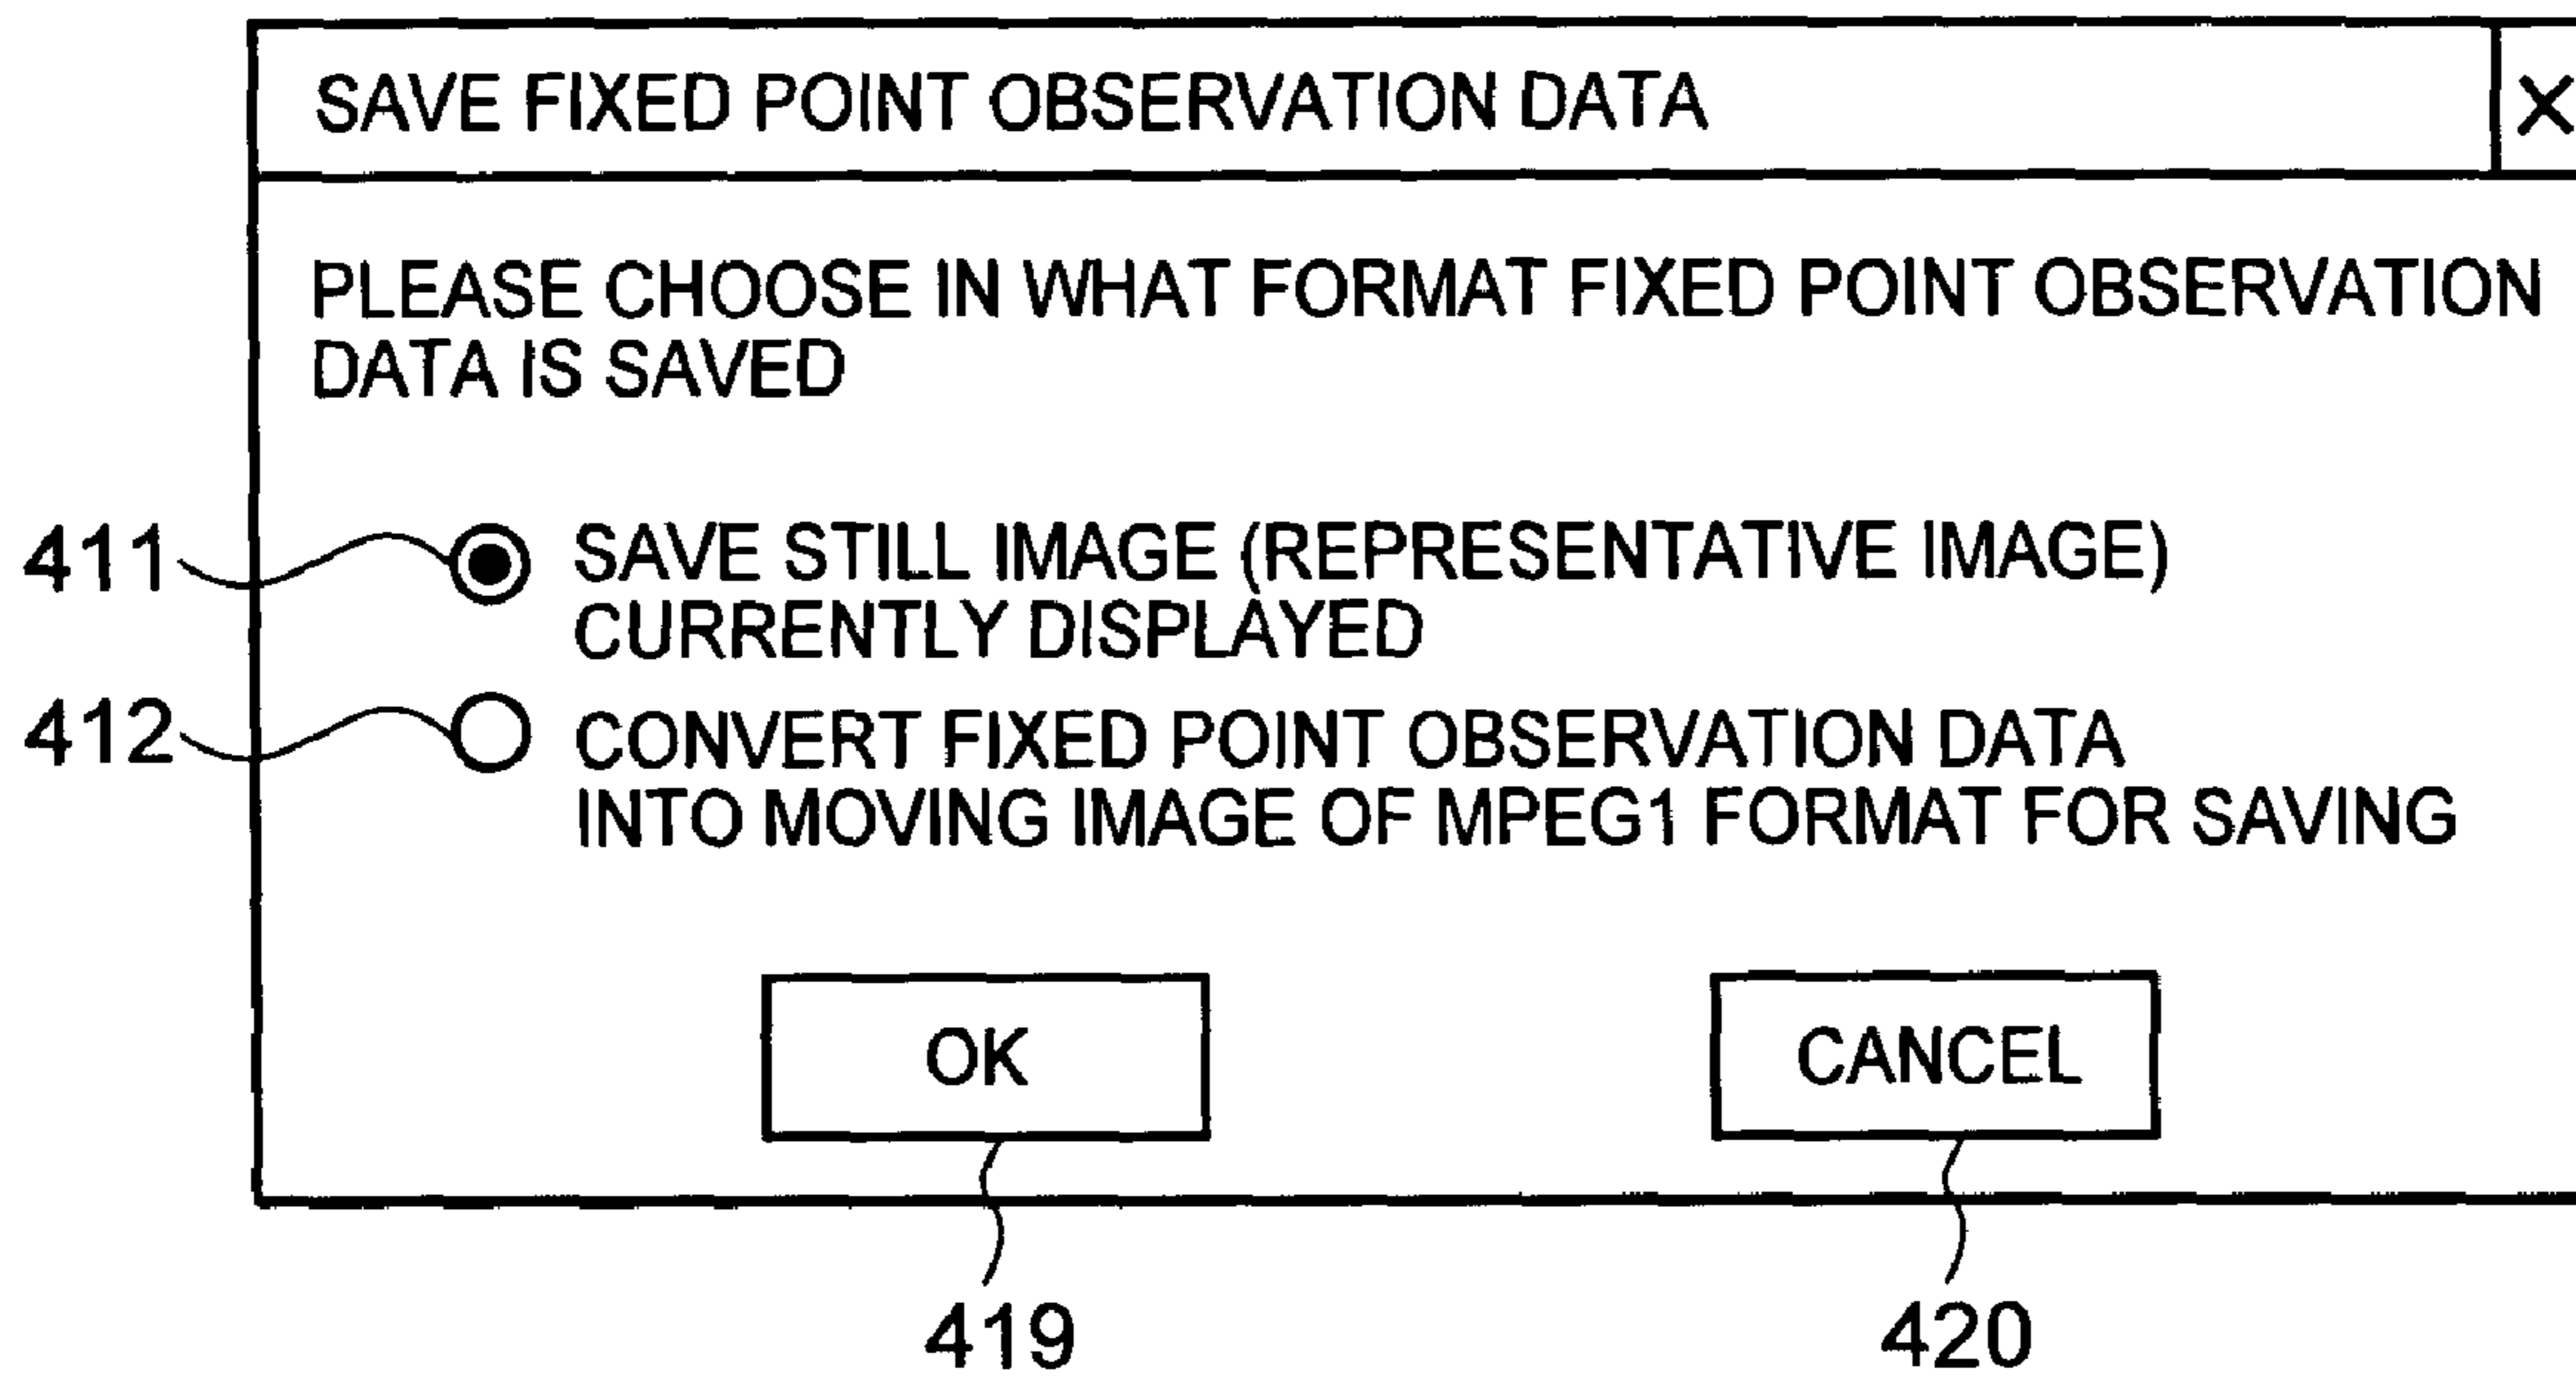 SAVE FIXED POINT OBSERVATION DATA X
PLEASE CHOOSE IN WHAT FORMAT FIXED POINT OBSERVATION
DATA IS SAVED
411 SAVE STILL IMAGE (REPRESENTATIVE IMAGE)
CURRENTLY DISPLAYED
412 CONVERT FIXED POINT OBSERVATION DATA
INTO MOVING IMAGE OF MPEG1 FORMAT FOR SAVING
OK CANCEL
419 420